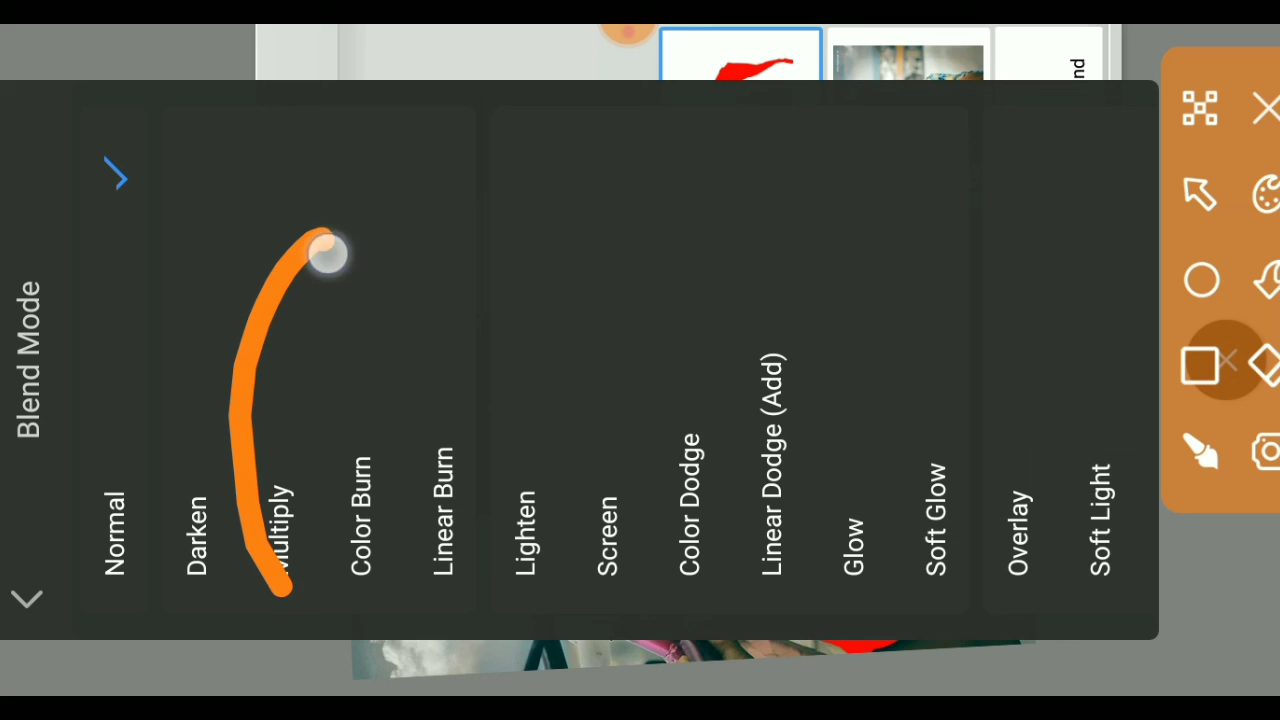 Blend Mode
Normal
Darken
Multiply
Color Burn
Linear Burn
Lighten
Screen
Color Dodge
Linear Dodge (Add)
Glow
Soft Glow
Overlay
Soft Light
nd